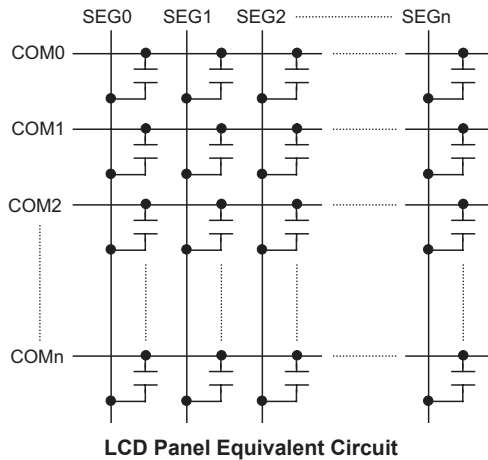 SEG0 SEG1 SEG2 SEGn
COM0
COM1
COM2
COMn
LCD Panel Equivalent Circuit